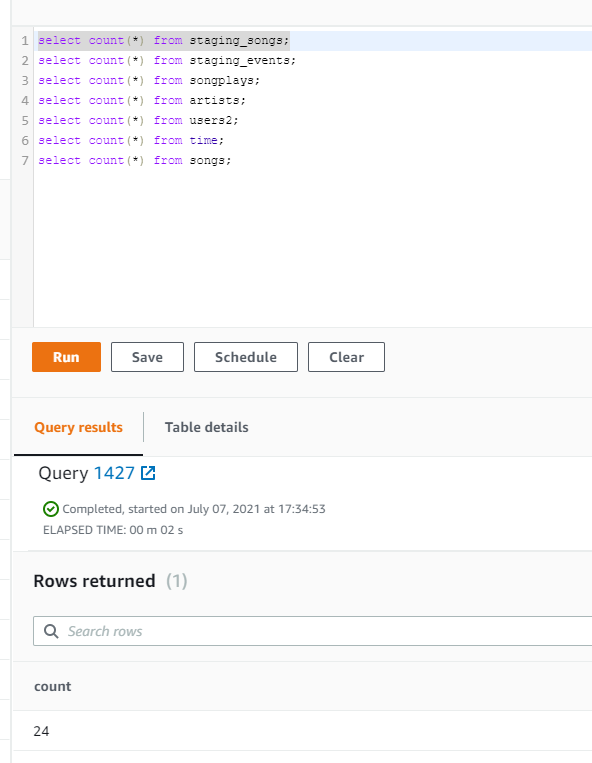 1 select count(*) from staging_songs;
2 select count(*) from staging_events;
3 select count(*) from songplays;
4 select count(*) from artists;
5 select count(*) from users2;
6 select count(*) from time;
7 select count(*) from songs;
Run Save Schedule Clear
Query results Table details
Query 1427
Completed, started on July 07, 2021 at 17:34:53
ELAPSED TIME: 00 m 02 s
Rows returned (1)
Search rows
count
24